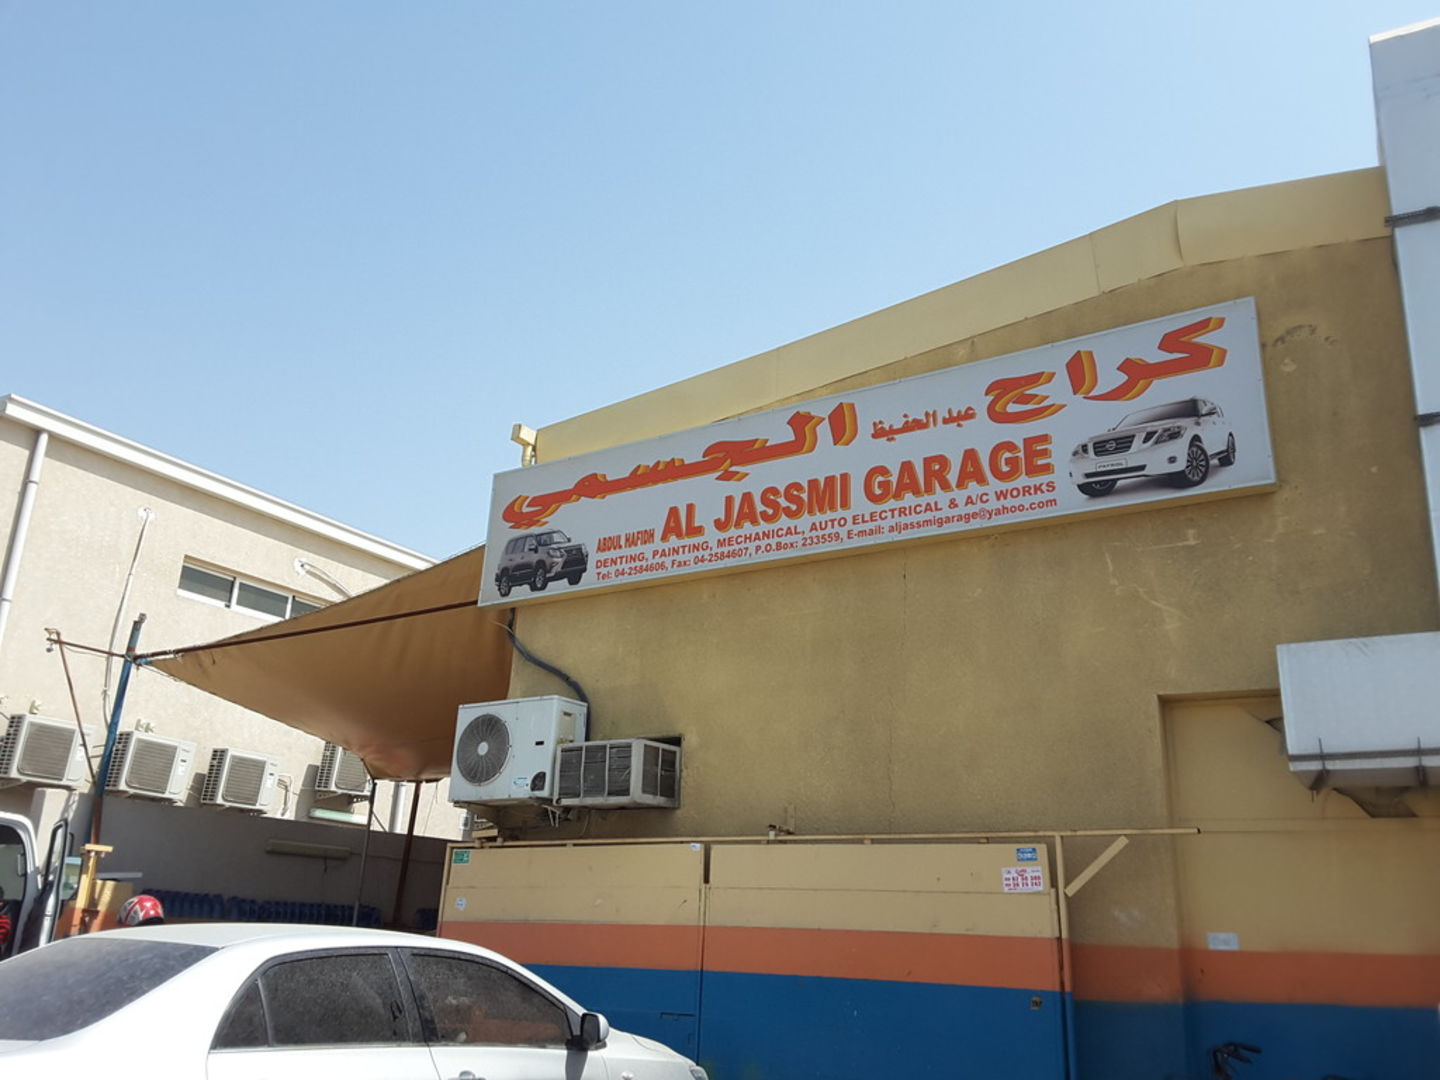 كراج عبد الحفيظ الجسمي
ABDUL HAFIDH AL JASSMI GARAGE
DENTING, PAINTING, MECHANICAL, AUTO ELECTRICAL & A/C WORKS
Tel: 04-2584606, Fax: 04-2584607, P.O.Box: 233559, E-mail: aljassmigarage@yahoo.com
PATROL